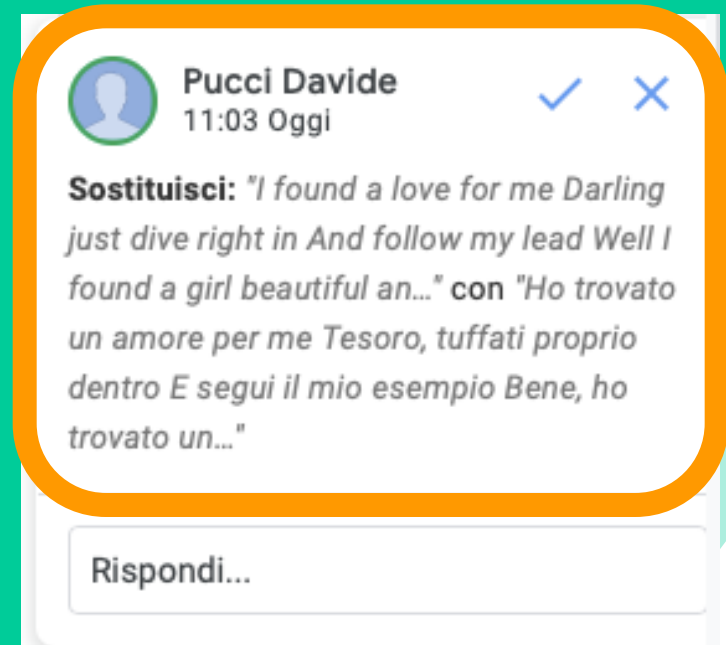 Pucci Davide
11:03 Oggi
Sostituisci: "I found a love for me Darling
just dive right in And follow my lead Well I
found a girl beautiful an…" con "Ho trovato
un amore per me Tesoro, tuffati proprio
dentro E segui il mio esempio Bene, ho
trovato un…"
Rispondi...